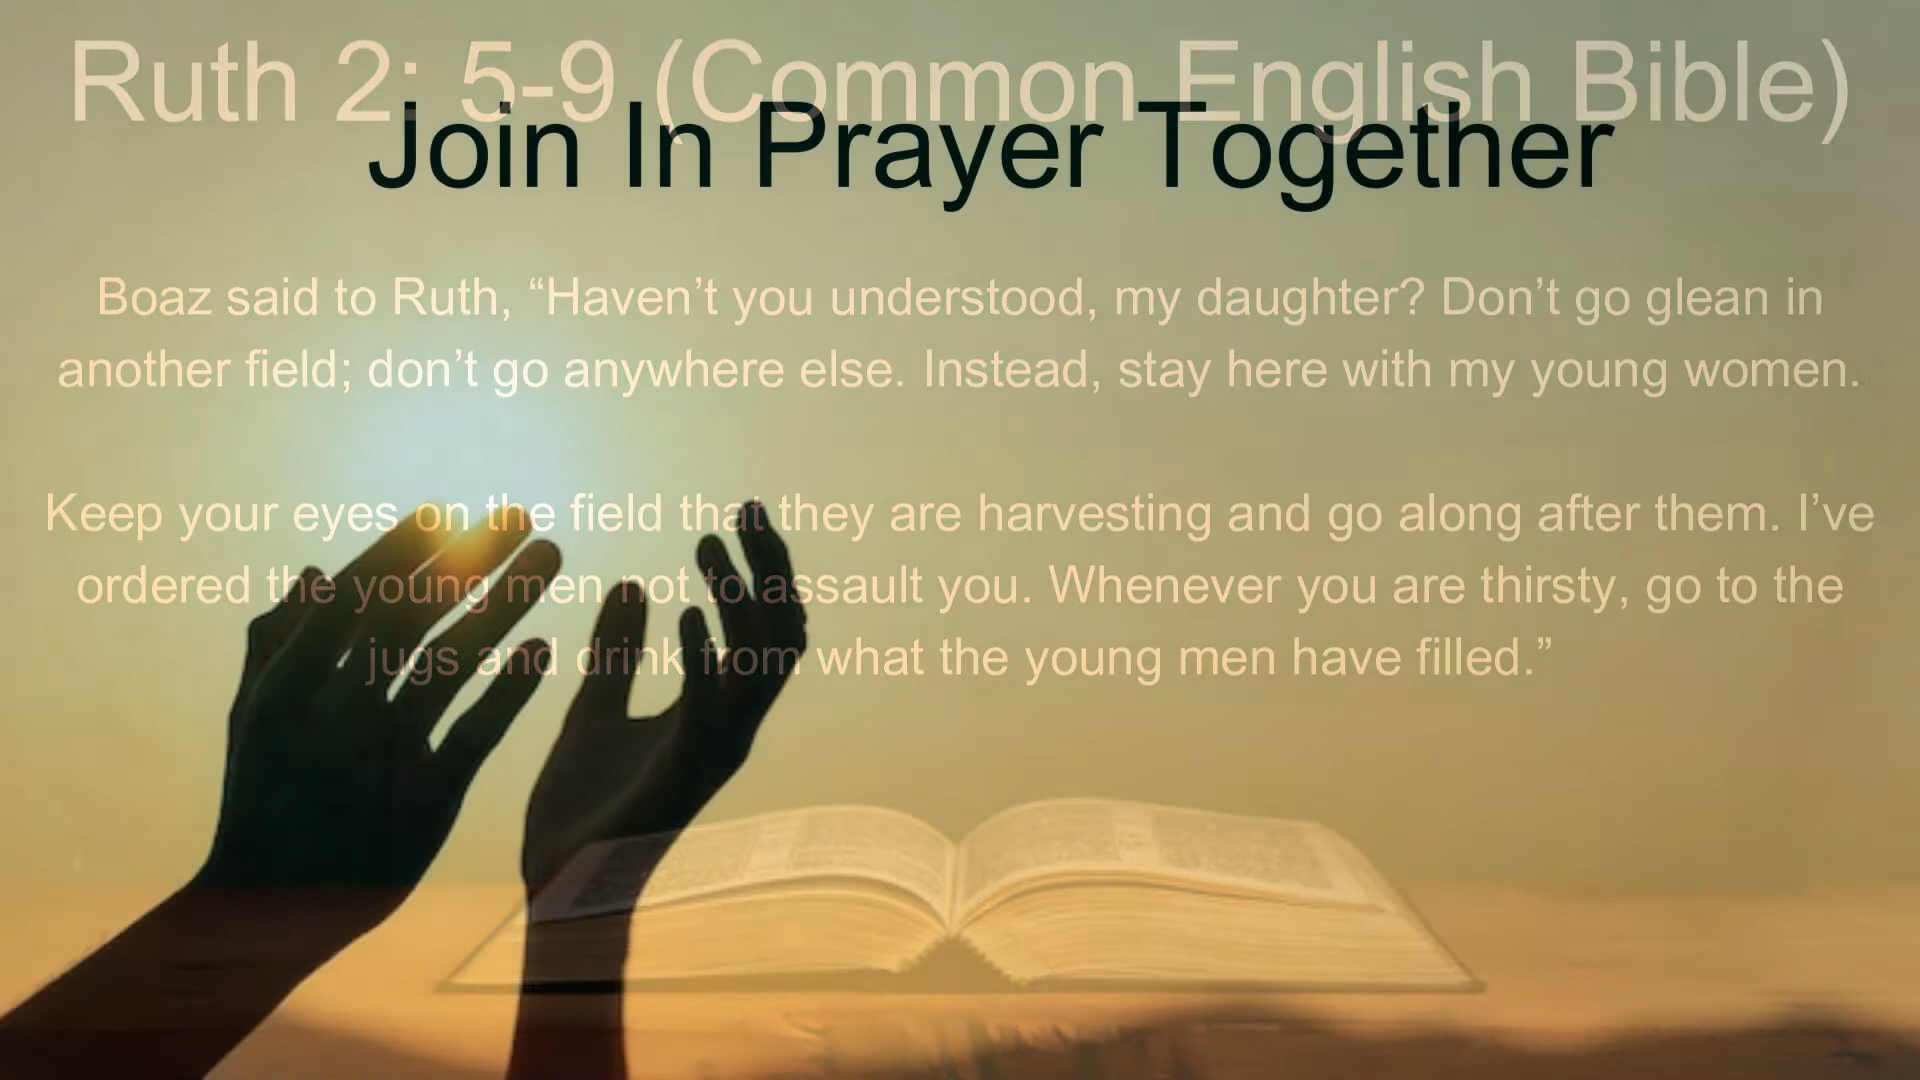 Ruth 2: 5-9 (Common English Bible)
Join In Prayer Together
Boaz said to Ruth, “Haven’t you understood, my daughter? Don’t go glean in
another field; don’t go anywhere else. Instead, stay here with my young women.
Keep your eyes on the field that they are harvesting and go along after them. I’ve
ordered the young men not to assault you. Whenever you are thirsty, go to the
jugs and drink from what the young men have filled.”